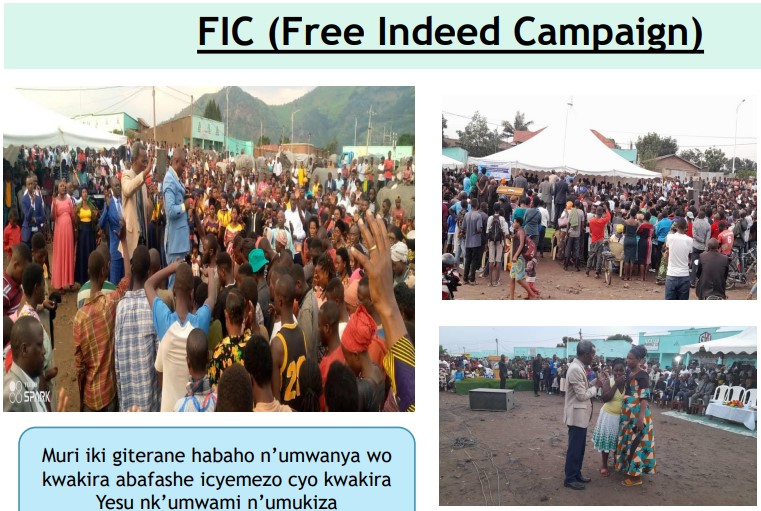 FIC (Free Indeed Campaign)
SPARK
20
Muri iki giterane habaho n'umwanya wo
kwakira abafashe icyemezo cyo kwakira
Yesu nk'umwami n'umukiza